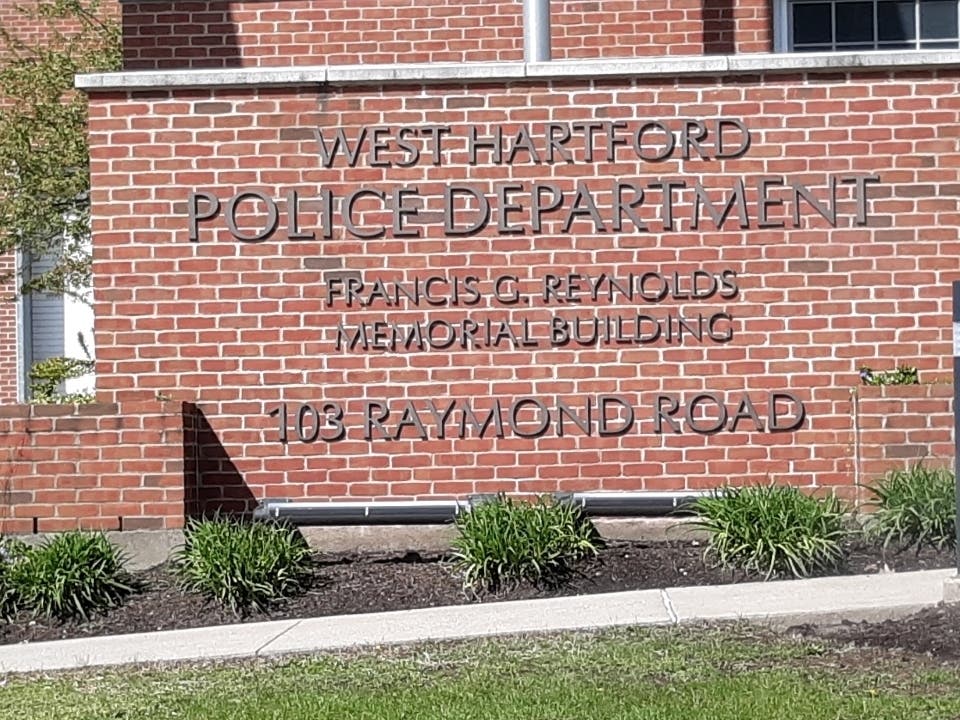 WEST HARTFORD
POLICE DEPARTMENT
FRANCIS G. REYNOLDS
MEMORIAL BUILDING
103 RAYMOND ROAD